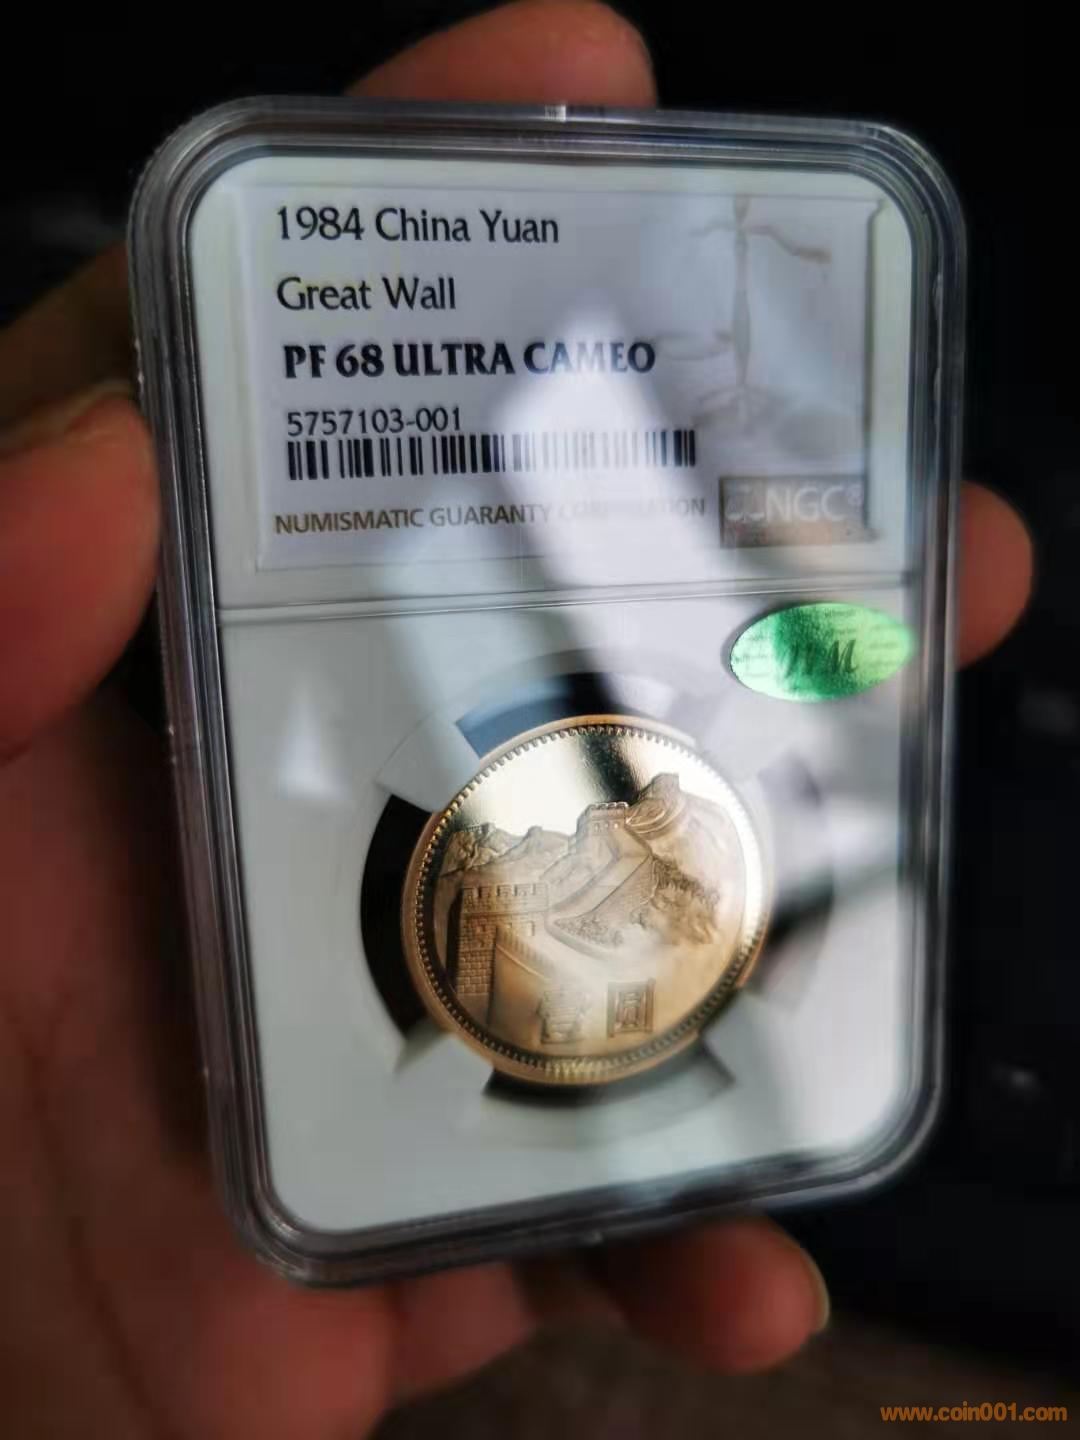 1984 China Yuan
Great Wall
PF 68 ULTRA CAMEO
5757103-001
NUMISMATIC GUARANTY CORPORATION
NGC
壹圆
www.coin001.com